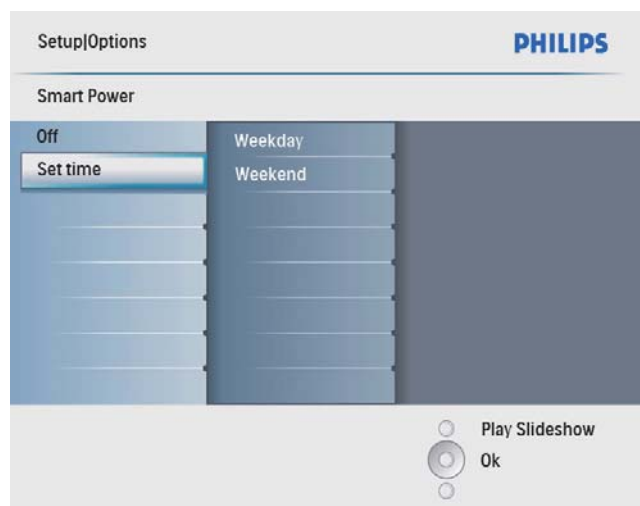 Setup|Options
PHILIPS
Smart Power
Off
Set time
Weekday
Weekend
Play Slideshow
Ok